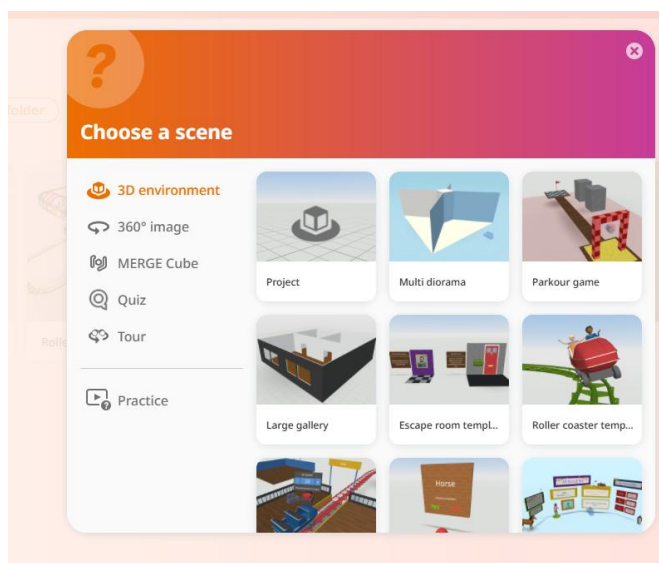 ?
folder
Choose a scene
3D environment
360° image
MERGE Cube
Quiz
Tour
Practice
Project
Multi diorama
Parkour game
Large gallery
Escape room templ...
Roller coaster temp...
Horse
Rolle